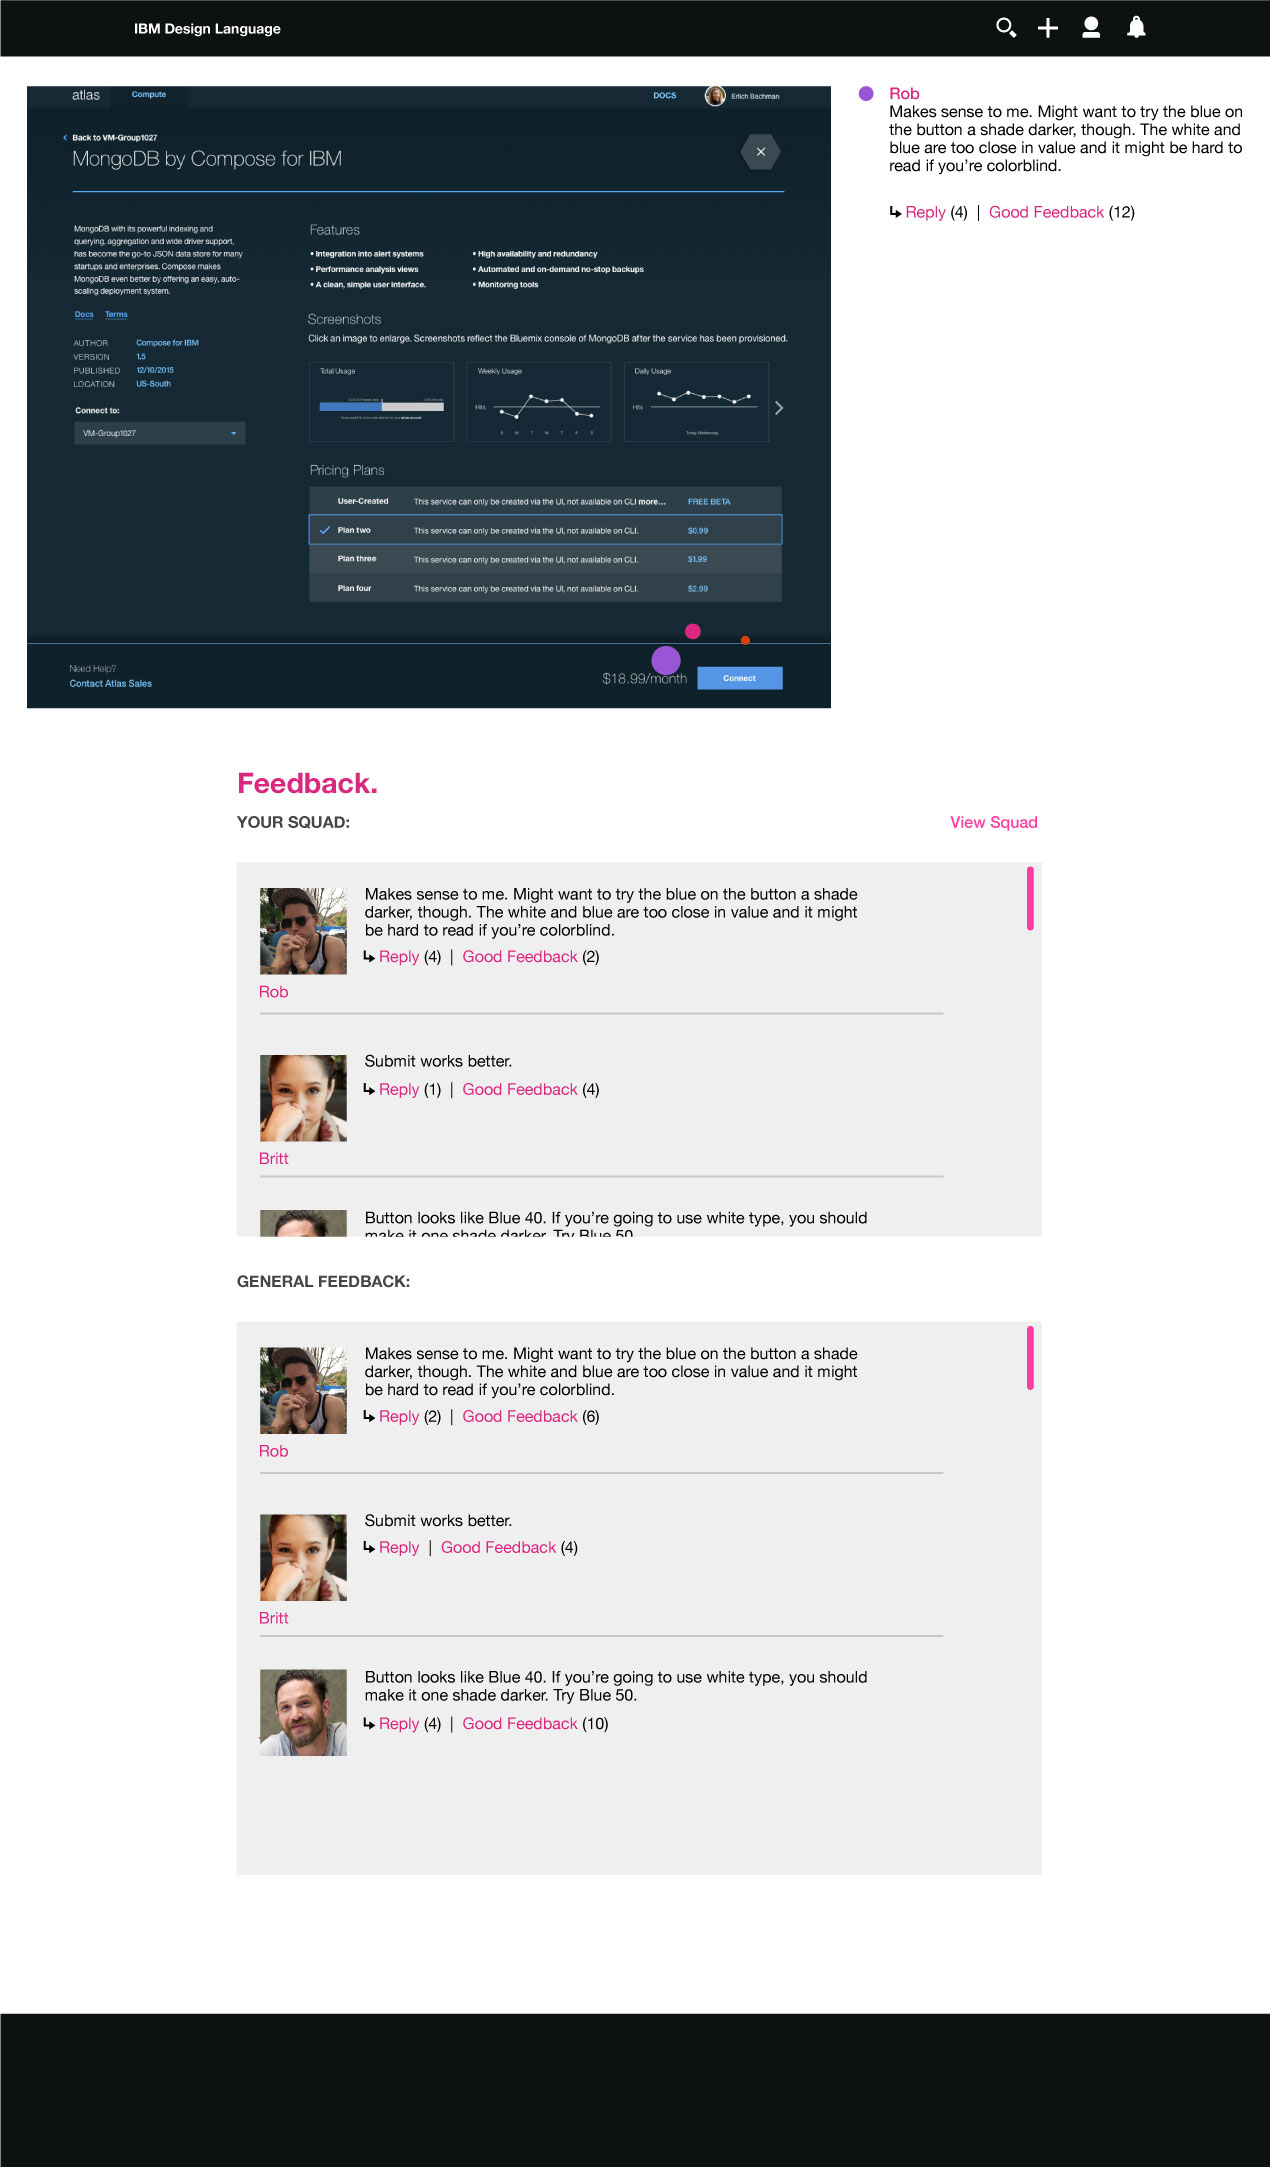 IBM Design Language
atlas
Compute
DOCS
Erlich Bachman
Back to VM-Group1027
MongoDB by Compose for IBM
MongoDB with its powerful indexing and
querying, aggregation and wide driver support,
has become the go-to JSON data store for many
startups and enterprises. Compose makes
MongoDB even better by offering an easy, auto-
scaling deployment system.
Docs Terms
AUTHOR Compose for IBM
VERSION 1.5
PUBLISHED 12/10/2015
LOCATION US-South
Connect to:
VM-Group1027
Features
• Integration into alert systems
• Performance analysis views
• A clean, simple user interface.
• High availability and redundancy
• Automated and on-demand no-stop backups
• Monitoring tools
Screenshots
Click an image to enlarge. Screenshots reflect the Bluemix console of MongoDB after the service has been provisioned.
Total Usage
Weekly Usage
Hits
S M T W T F S
Daily Usage
Hits
Today Wednesday
Pricing Plans
User-Created This service can only be created via the UI, not available on CLI more... FREE BETA
Plan two This service can only be created via the UI, not available on CLI. $0.99
Plan three This service can only be created via the UI, not available on CLI. $1.99
Plan four This service can only be created via the UI, not available on CLI. $2.99
Need Help?
Contact Atlas Sales
$18.99/month
Connect
Rob
Makes sense to me. Might want to try the blue on
the button a shade darker, though. The white and
blue are too close in value and it might be hard to
read if you're colorblind.
Reply (4) | Good Feedback (12)
Feedback.
YOUR SQUAD:
View Squad
Makes sense to me. Might want to try the blue on the button a shade
darker, though. The white and blue are too close in value and it might
be hard to read if you're colorblind.
Reply (4) | Good Feedback (2)
Rob
Submit works better.
Reply (1) | Good Feedback (4)
Britt
Button looks like Blue 40. If you're going to use white type, you should
make it one shade darker. Try Blue 50.
GENERAL FEEDBACK:
Makes sense to me. Might want to try the blue on the button a shade
darker, though. The white and blue are too close in value and it might
be hard to read if you're colorblind.
Reply (2) | Good Feedback (6)
Rob
Submit works better.
Reply | Good Feedback (4)
Britt
Button looks like Blue 40. If you're going to use white type, you should
make it one shade darker. Try Blue 50.
Reply (4) | Good Feedback (10)